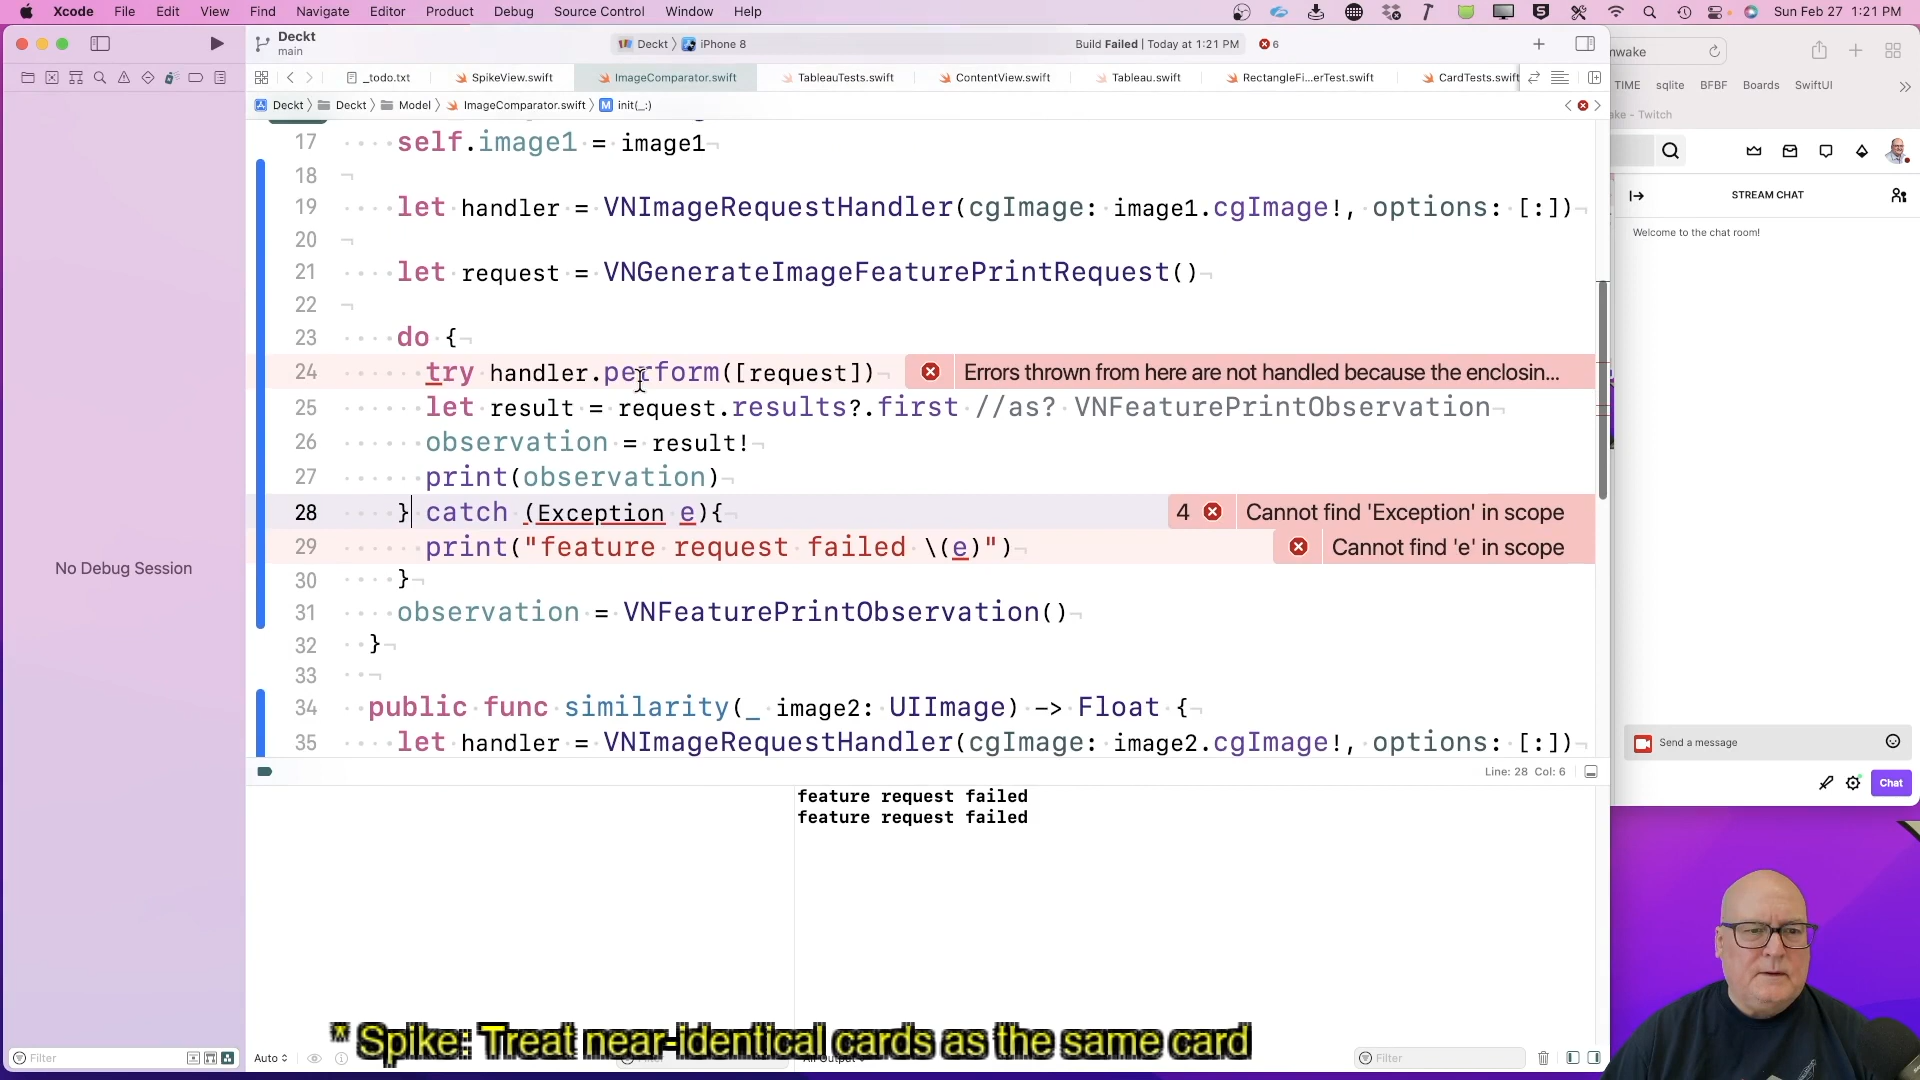 Xcode File Edit View Find Navigate Editor Product Debug Source Control Window Help
Sun Feb 27 1:21 PM
Deckt
main
Deckt 〉 iPhone 8
Build Failed | Today at 1:21 PM
6
_todo.txt SpikeView.swift ImageComparator.swift TableauTests.swift ContentView.swift Tableau.swift RectangleFi...erTest.swift CardTests.swift
Deckt 〉 Deckt 〉 Model 〉 ImageComparator.swift 〉 M init(_:)
17 self.image1 = image1
18
19 let handler = VNImageRequestHandler(cgImage: image1.cgImage!, options: [:])
20
21 let request = VNGenerateImageFeaturePrintRequest()
22
23 do {
24 try handler.perform([request])
Errors thrown from here are not handled because the enclosin...
25 let result = request.results?.first //as? VNFeaturePrintObservation
26 observation = result!
27 print(observation)
28 } catch (Exception e){
4 Cannot find 'Exception' in scope
29 print("feature request failed \(e)")
Cannot find 'e' in scope
30 }
31 observation = VNFeaturePrintObservation()
32 }
33
34 public func similarity(_ image2: UIImage) -> Float {
35 let handler = VNImageRequestHandler(cgImage: image2.cgImage!, options: [:])
Line: 28 Col: 6
No Debug Session
feature request failed
feature request failed
Filter
Auto
Filter
* Spike: Treat near-identical cards as the same card
nwake
TIME sqlite BFBF Boards SwiftUI
ake - Twitch
STREAM CHAT
Welcome to the chat room!
Send a message
Chat